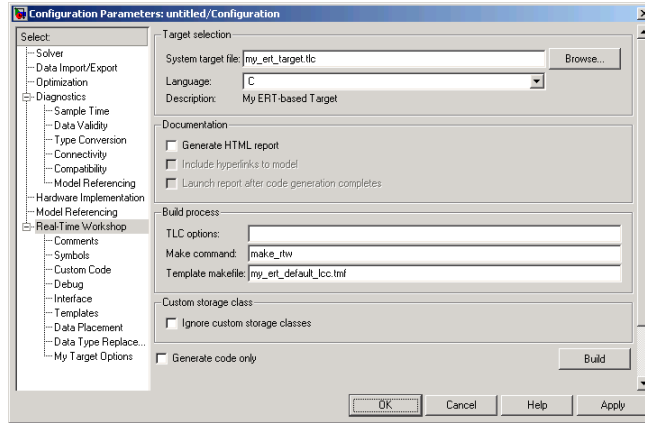 Configuration Parameters: untitled/Configuration
Select:
Solver
Data Import/Export
Optimization
Diagnostics
Sample Time
Data Validity
Type Conversion
Connectivity
Compatibility
Model Referencing
Hardware Implementation
Model Referencing
Real-Time Workshop
Comments
Symbols
Custom Code
Debug
Interface
Templates
Data Placement
Data Type Replace...
My Target Options
Target selection
System target file: my_ert_target.tlc Browse...
Language: C
Description: My ERT-based Target
Documentation
Generate HTML report
Include hyperlinks to model
Launch report after code generation completes
Build process
TLC options:
Make command: make_rtw
Template makefile: my_ert_default_lcc.tmf
Custom storage class
Ignore custom storage classes
Generate code only Build
OK Cancel Help Apply